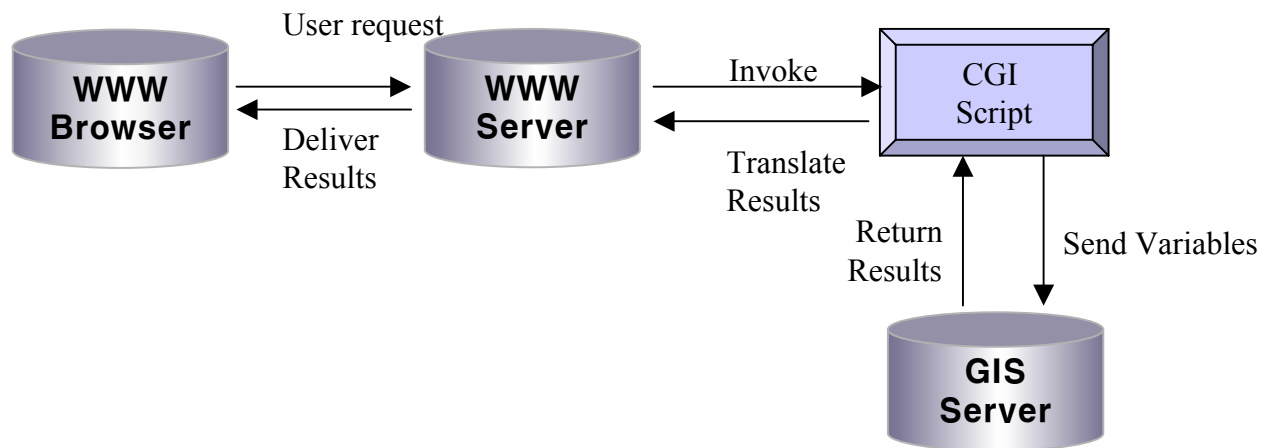 User request
WWW
Browser
WWW
Server
Invoke
CGI
Script
Deliver
Results
Translate
Results
Return
Results
Send Variables
GIS
Server